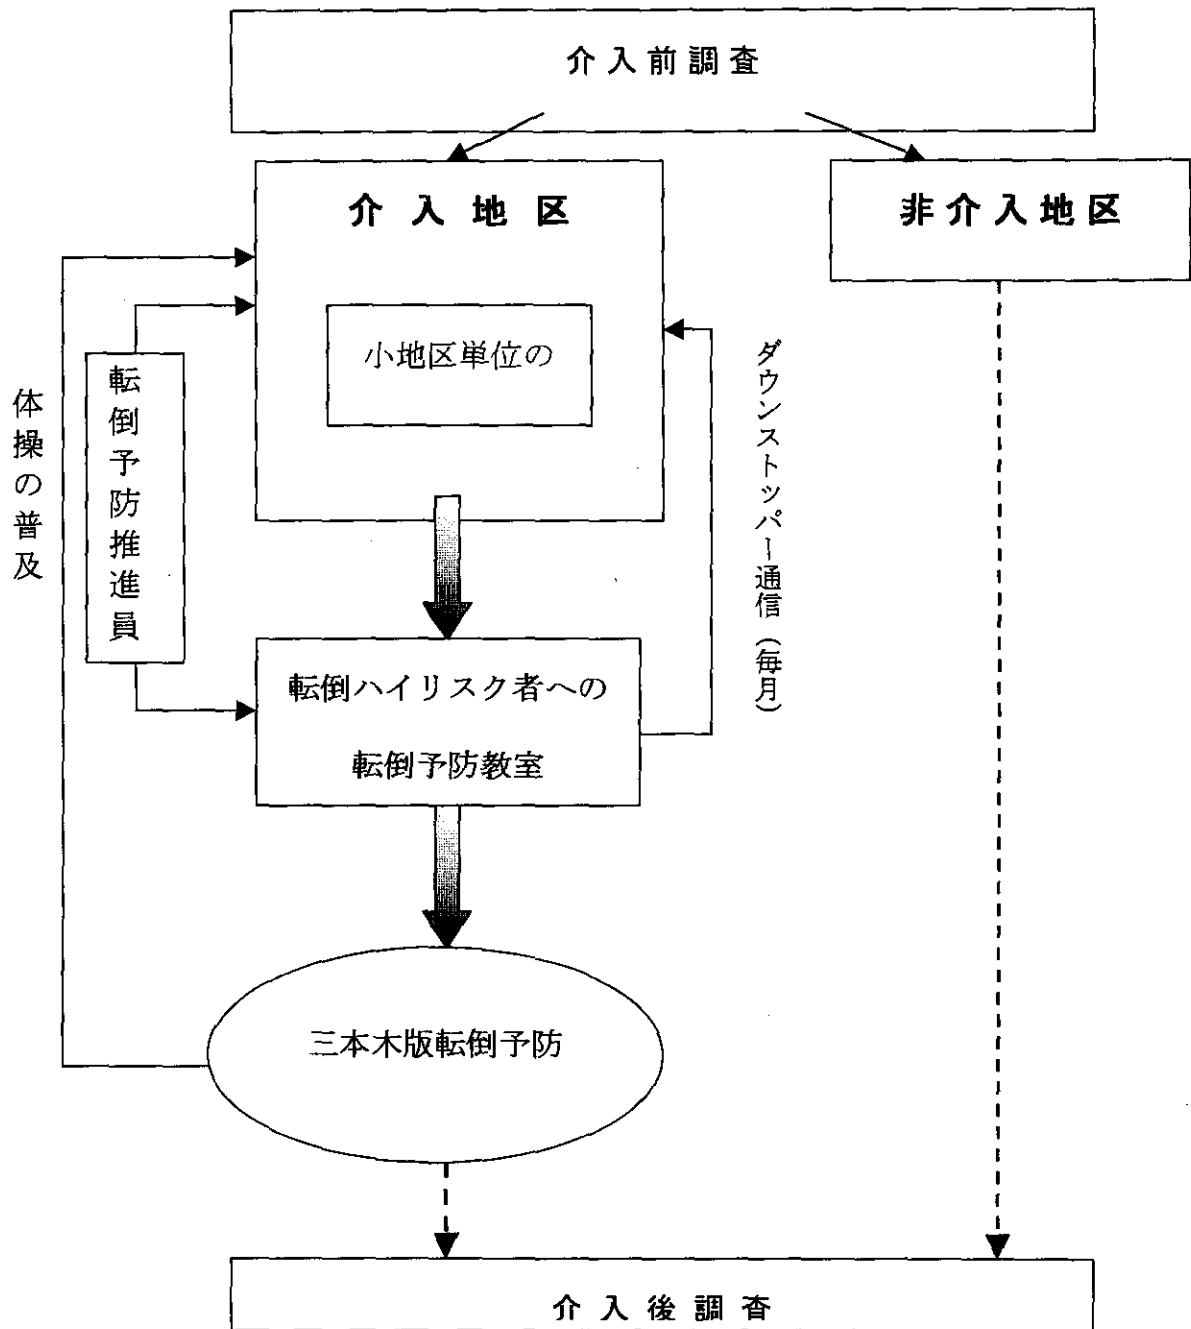 介入前調査
介入地区
非介入地区
小地区単位の
転倒予防推進員
体操の普及
ダウンストッパー通信（毎月）
転倒ハイリスク者への
転倒予防教室
三本木版転倒予防
介入後調査